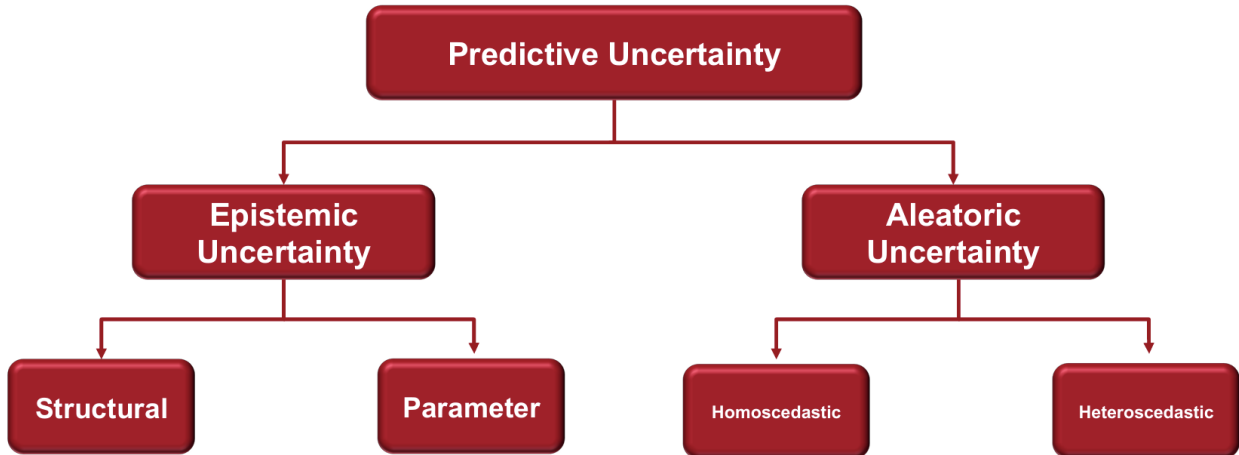 Predictive Uncertainty
Epistemic
Uncertainty
Aleatoric
Uncertainty
Structural
Parameter
Homoscedastic
Heteroscedastic